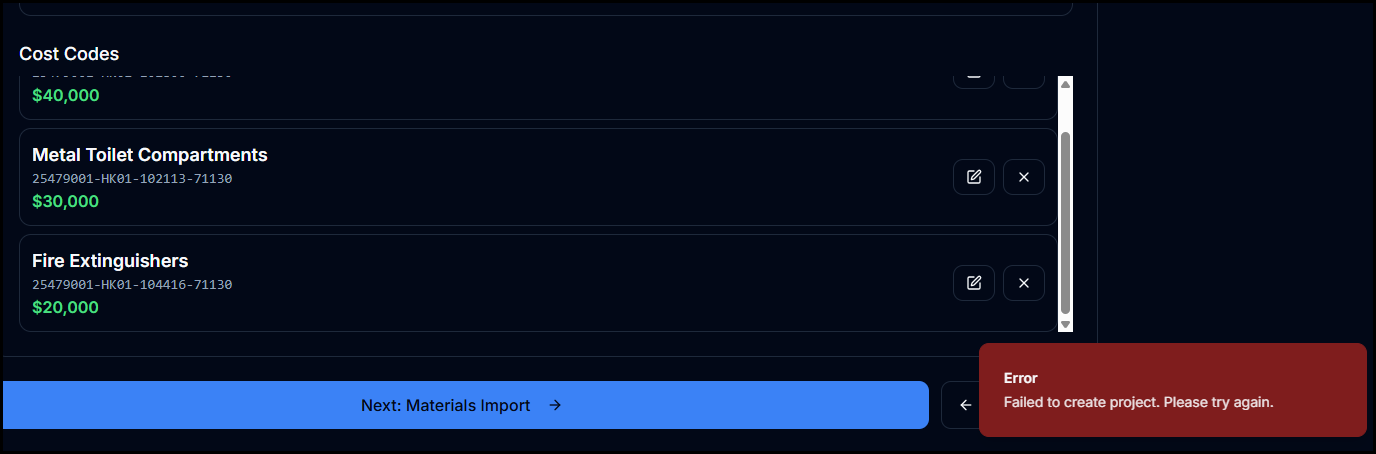 Cost Codes
$40,000
Metal Toilet Compartments
25479001-HK01-102113-71130
$30,000
Fire Extinguishers
25479001-HK01-104416-71130
$20,000
Next: Materials Import
Error
Failed to create project. Please try again.